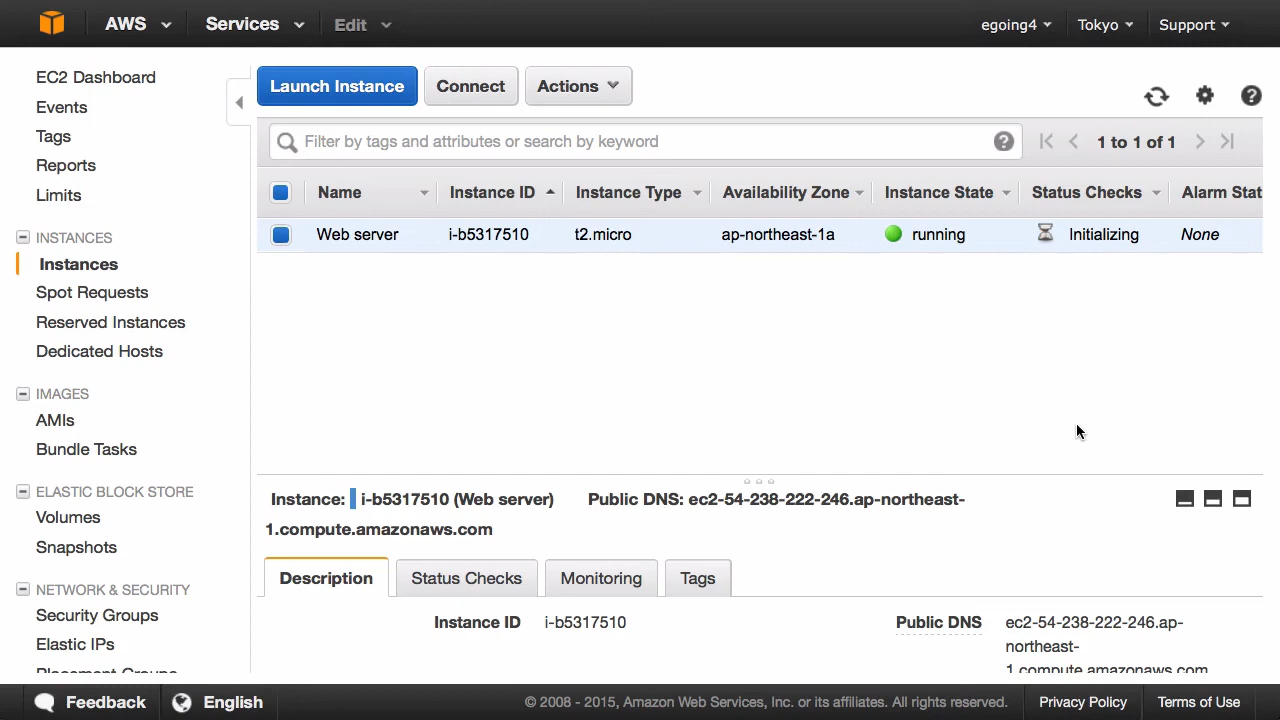 AWS Services Edit egoing4 Tokyo Support
EC2 Dashboard
Events
Tags
Reports
Limits
INSTANCES
Instances
Spot Requests
Reserved Instances
Dedicated Hosts
IMAGES
AMIs
Bundle Tasks
ELASTIC BLOCK STORE
Volumes
Snapshots
NETWORK & SECURITY
Security Groups
Elastic IPs
Placement Groups
Launch Instance Connect Actions
Filter by tags and attributes or search by keyword 1 to 1 of 1
Name Instance ID Instance Type Availability Zone Instance State Status Checks Alarm Stat
Web server i-b5317510 t2.micro ap-northeast-1a running Initializing None
Instance: i-b5317510 (Web server) Public DNS: ec2-54-238-222-246.ap-northeast-
1.compute.amazonaws.com
Description Status Checks Monitoring Tags
Instance ID i-b5317510 Public DNS ec2-54-238-222-246.ap-
northeast-
1.compute.amazonaws.com
Feedback English © 2008 - 2015, Amazon Web Services, Inc. or its affiliates. All rights reserved. Privacy Policy Terms of Use